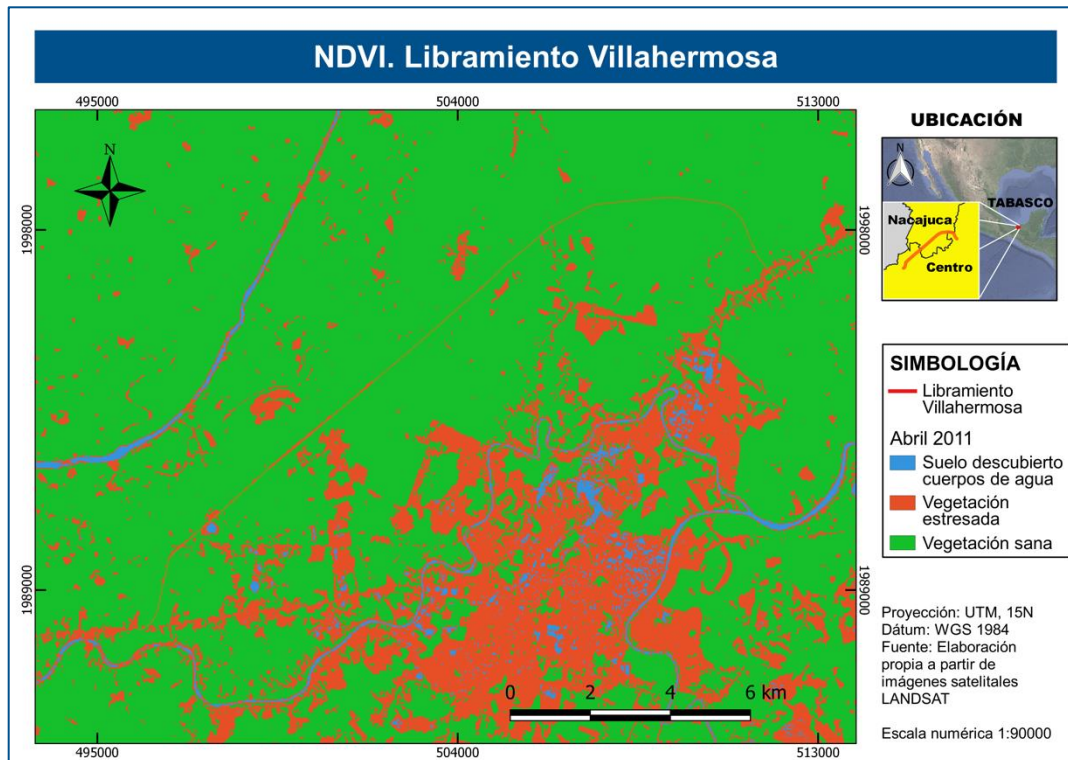 NDVI. Libramiento Villahermosa
495000
504000
513000
N
1998000
1998000
1989000
1989000
0
2
4
6 km
495000
504000
513000
UBICACIÓN
N
TABASCO
Nacajuca
Centro
SIMBOLOGÍA
Libramiento
Villahermosa
Abril 2011
Suelo descubierto
cuerpos de agua
Vegetación
estresada
Vegetación sana
Proyección: UTM, 15N
Dátum: WGS 1984
Fuente: Elaboración
propia a partir de
imágenes satelitales
LANDSAT
Escala numérica 1:90000